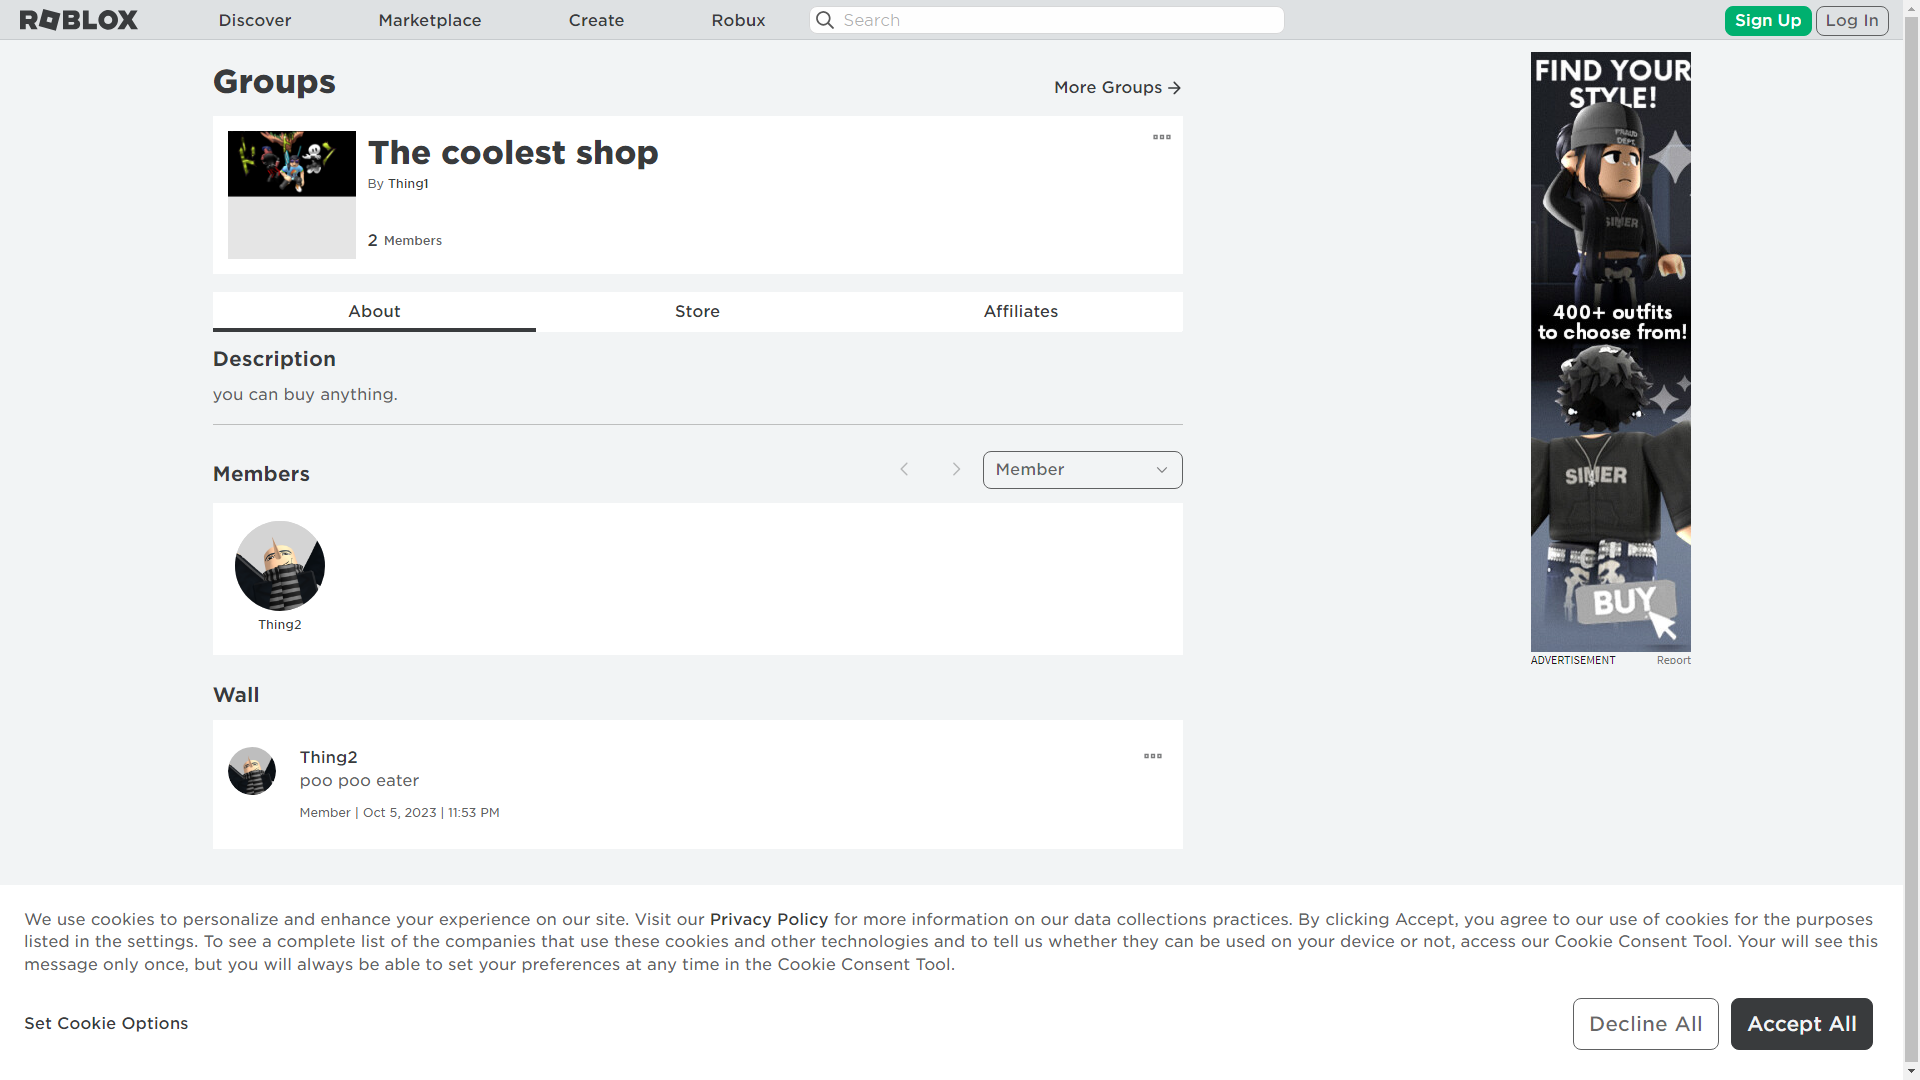 ROBLOX
Discover
Marketplace
Create
Robux
Search
Sign Up
Log In
Groups
More Groups
The coolest shop
By Thing1
2 Members
About
Store
Affiliates
Description
you can buy anything.
Members
Member
Thing2
Wall
Thing2
poo poo eater
Member | Oct 5, 2023 | 11:53 PM
FIND YOUR
STYLE!
FRAUD
DEPT
400+ outfits
to choose from!
BUY
ADVERTISEMENT
Report
We use cookies to personalize and enhance your experience on our site. Visit our Privacy Policy for more information on our data collections practices. By clicking Accept, you agree to our use of cookies for the purposes
listed in the settings. To see a complete list of the companies that use these cookies and other technologies and to tell us whether they can be used on your device or not, access our Cookie Consent Tool. Your will see this
message only once, but you will always be able to set your preferences at any time in the Cookie Consent Tool.
Set Cookie Options
Decline All
Accept All